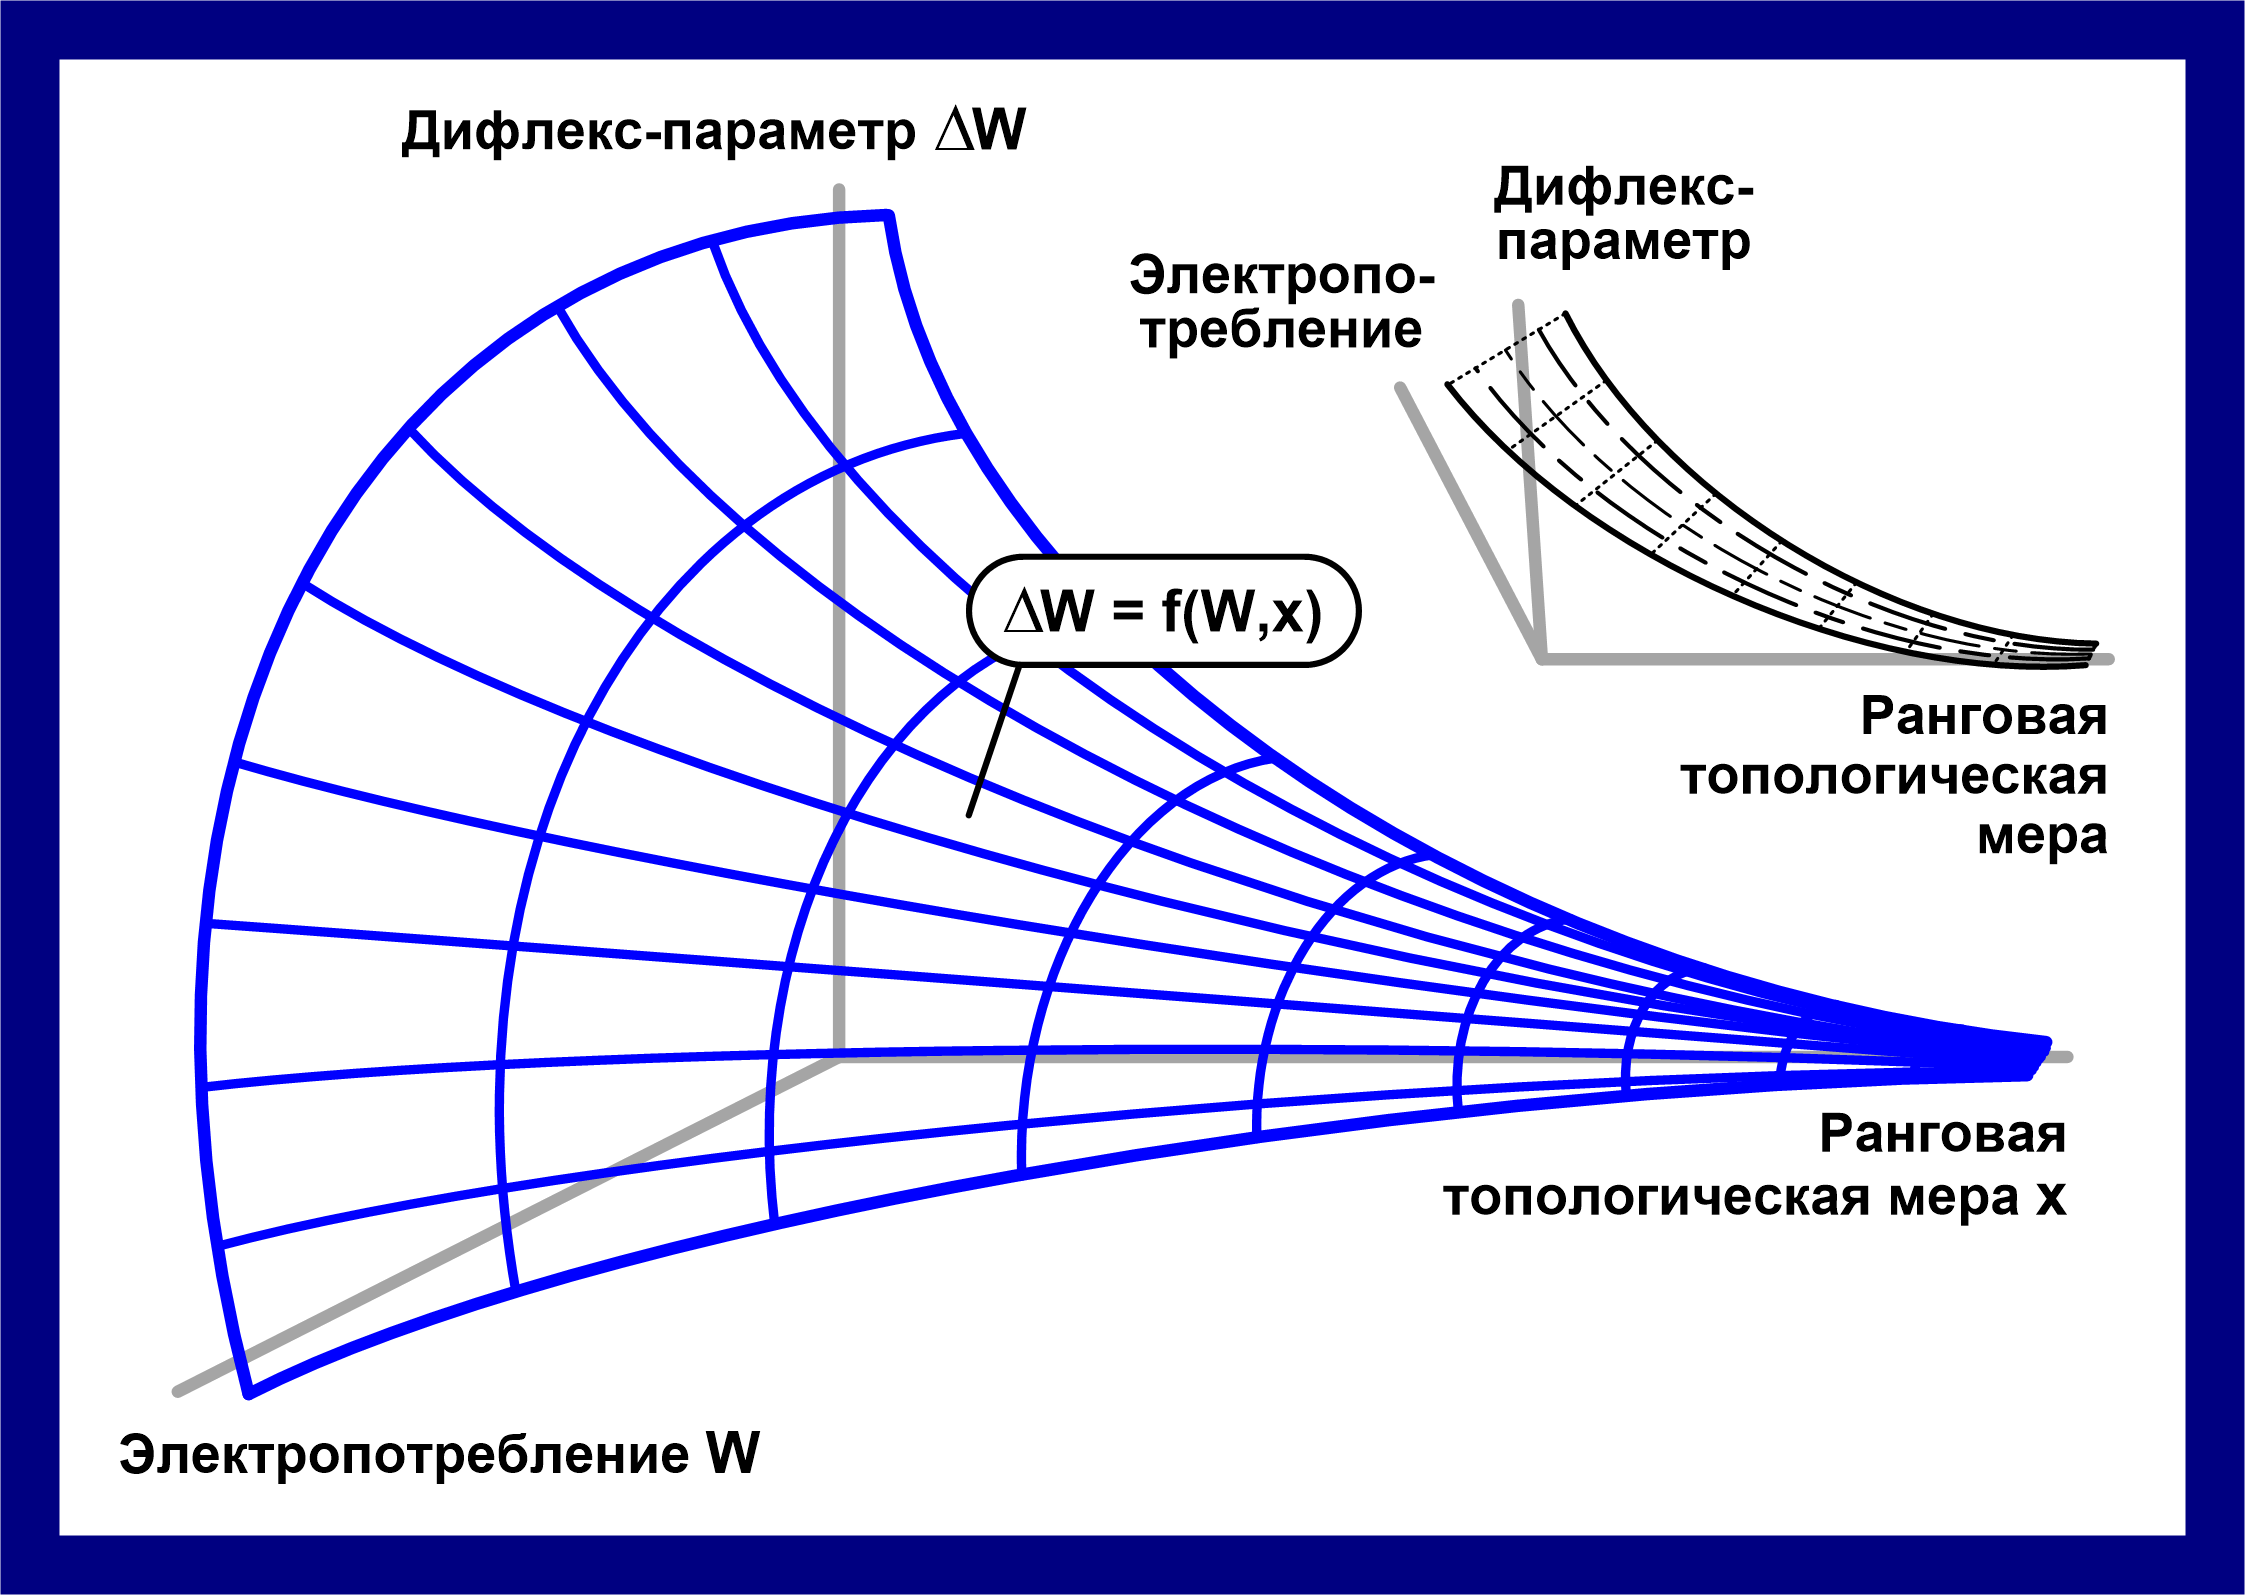 Дифлекс-параметр ΔW
Дифлекс-
параметр
Электропо-
требление
ΔW = f(W,x)
Ранговая
топологическая
мера
Ранговая
топологическая мера x
Электропотребление W